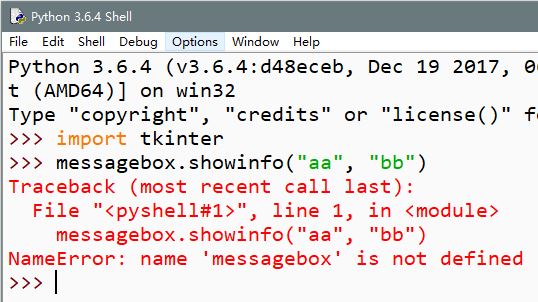 Python 3.6.4 Shell
File Edit Shell Debug Options Window Help
Python 3.6.4 (v3.6.4:d48eceb, Dec 19 2017,
t (AMD64)] on win32
Type "copyright", "credits" or "license()"
>>> import tkinter
>>> messagebox.showinfo("aa", "bb")
Traceback (most recent call last):
  File "<pyshell#1>", line 1, in <module>
    messagebox.showinfo("aa", "bb")
NameError: name 'messagebox' is not defined
>>>